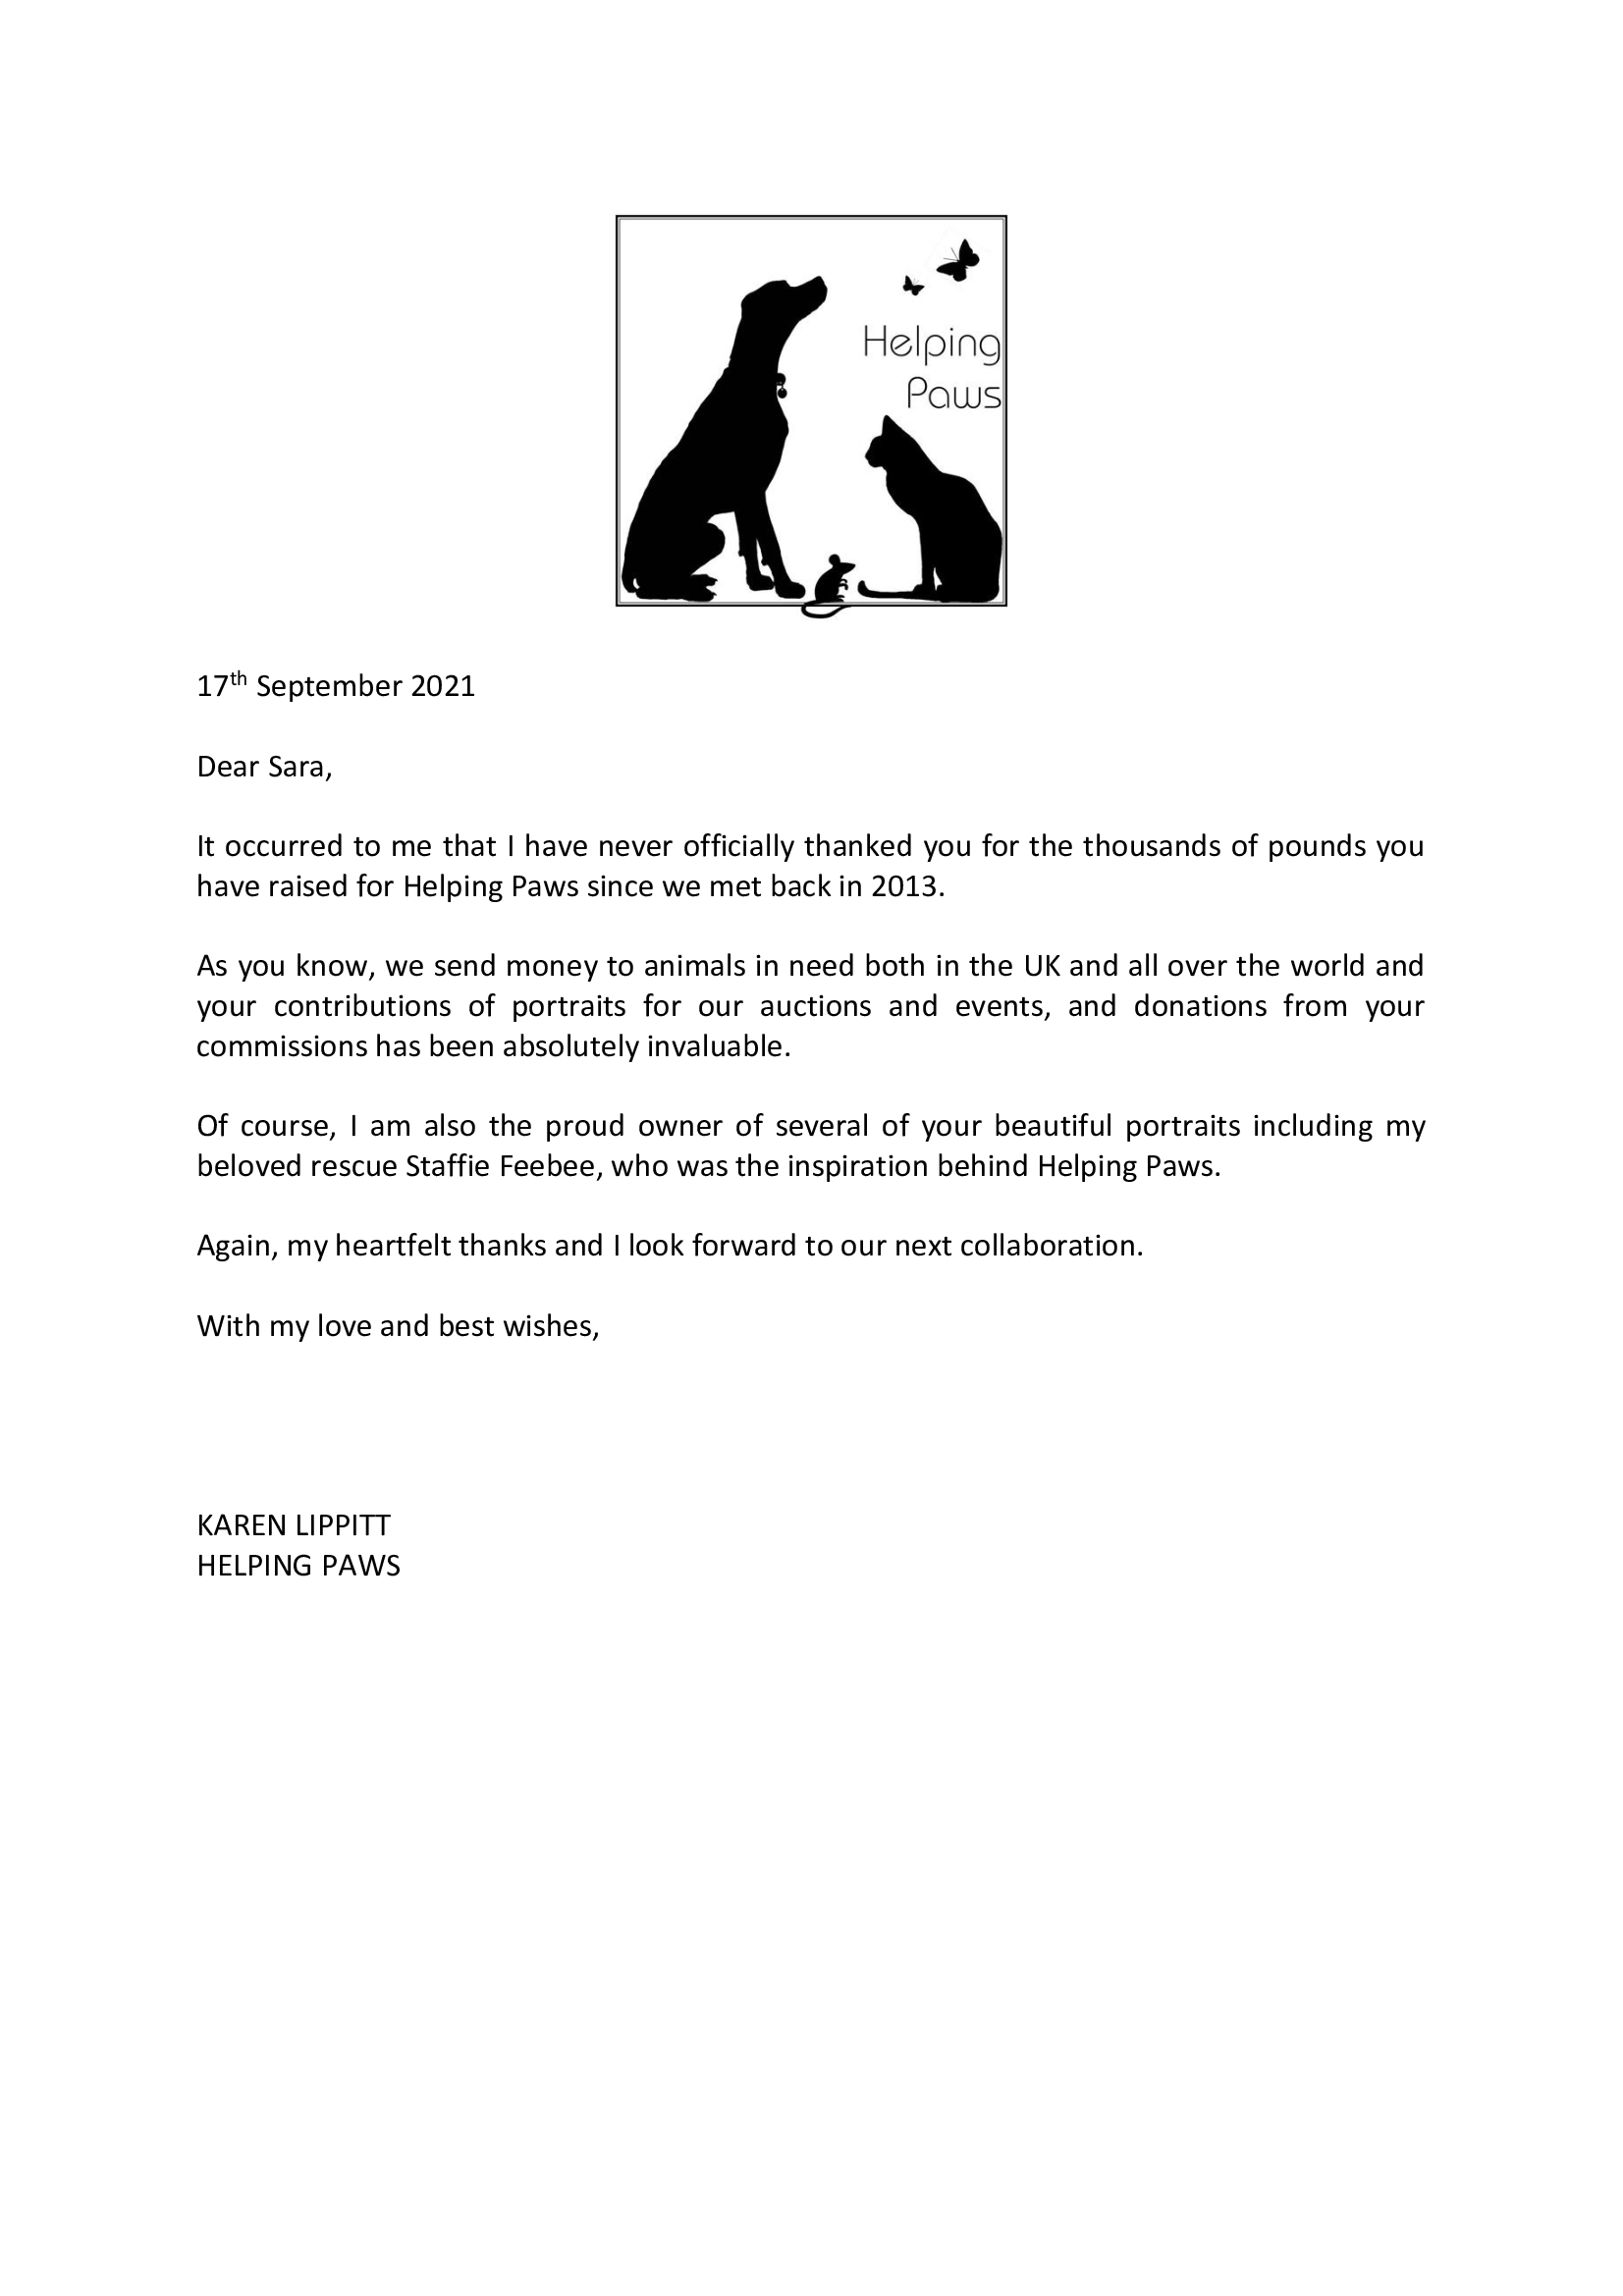 Helping
Paws
17th September 2021
Dear Sara,
It occurred to me that I have never officially thanked you for the thousands of pounds you
have raised for Helping Paws since we met back in 2013.
As you know, we send money to animals in need both in the UK and all over the world and
your contributions of portraits for our auctions and events, and donations from your
commissions has been absolutely invaluable.
Of course, I am also the proud owner of several of your beautiful portraits including my
beloved rescue Staffie Feebee, who was the inspiration behind Helping Paws.
Again, my heartfelt thanks and I look forward to our next collaboration.
With my love and best wishes,
KAREN LIPPITT
HELPING PAWS